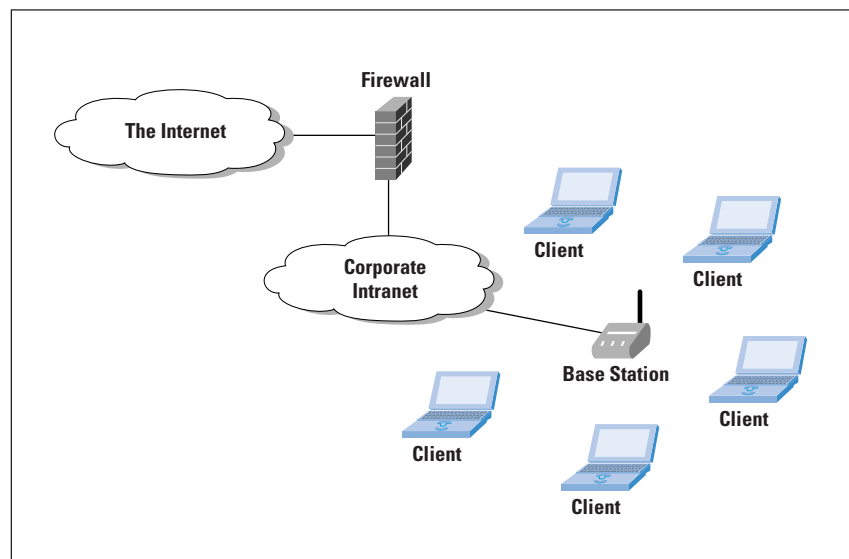 Firewall
The Internet
Client
Corporate
Intranet
Client
Base Station
Client
Client
Client